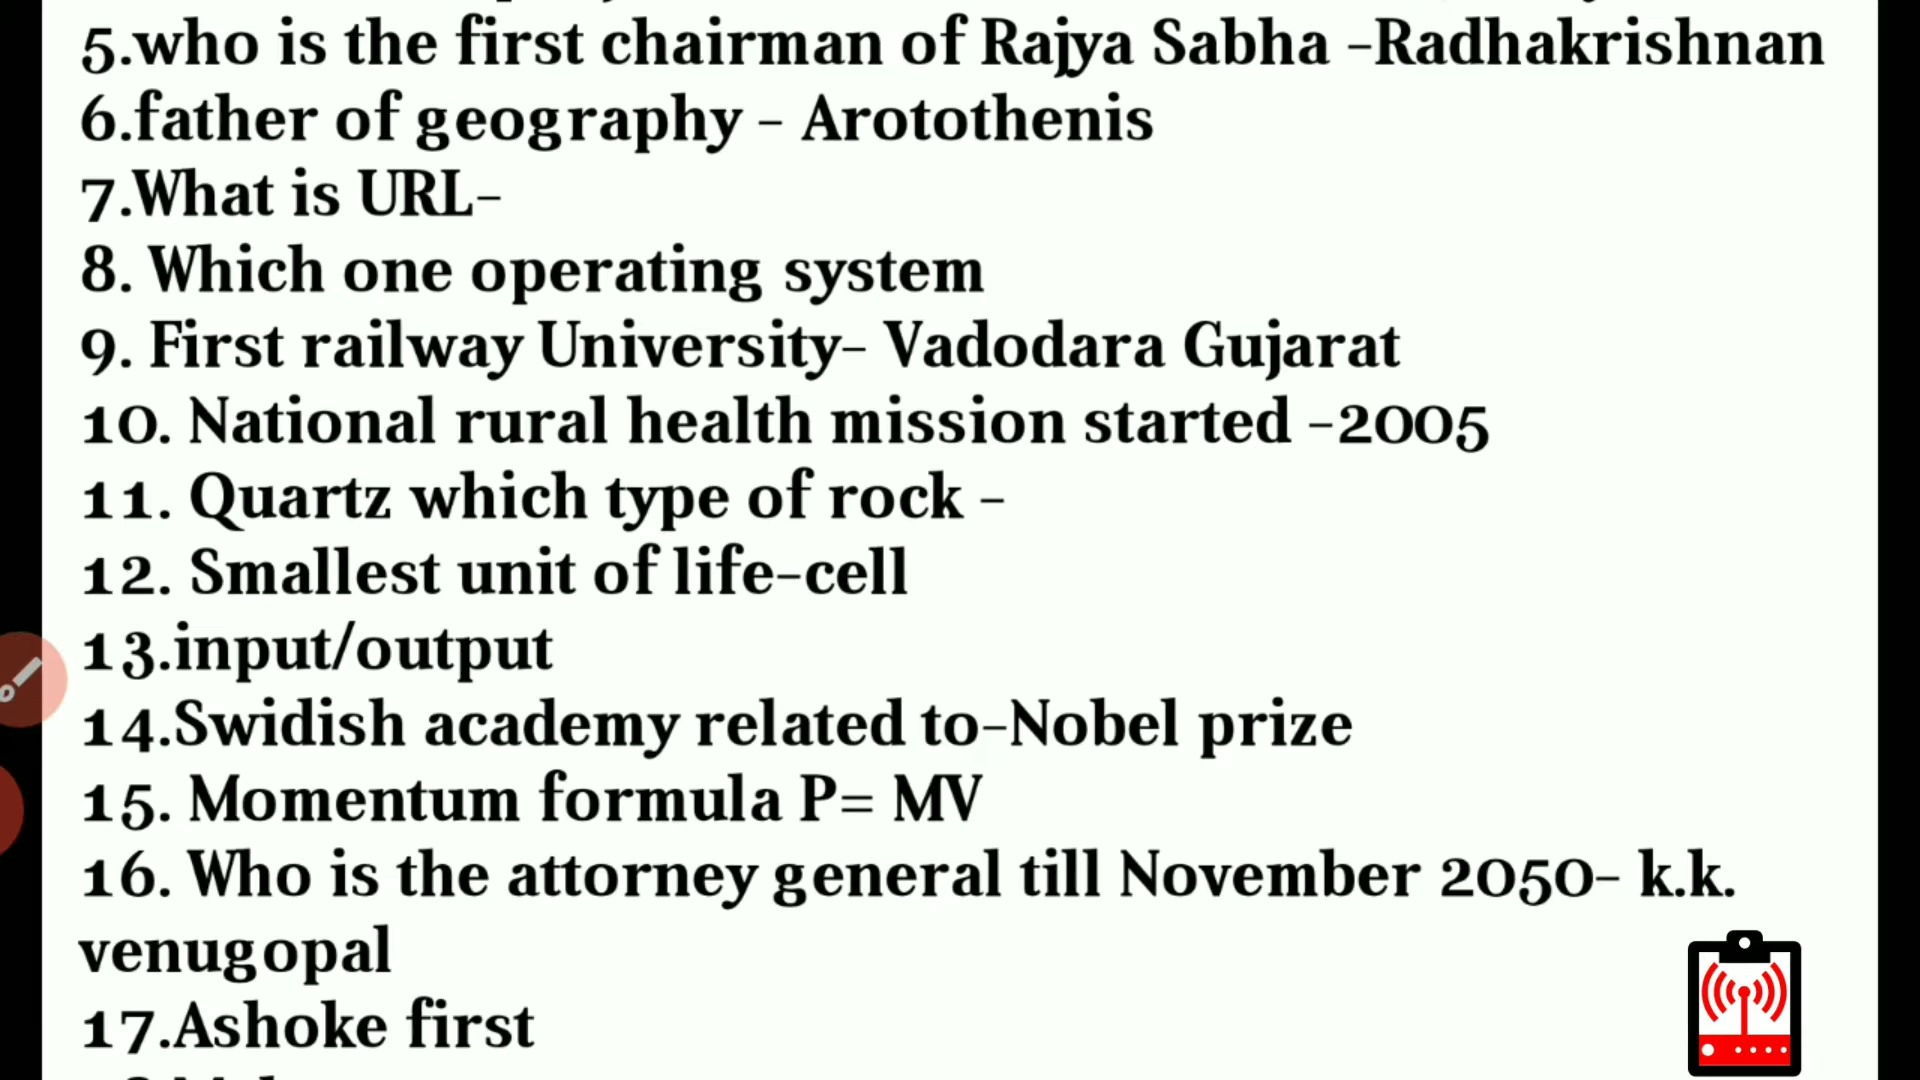 5.who is the first chairman of Rajya Sabha -Radhakrishnan
6.father of geography - Arotothenis
7.What is URL-
8. Which one operating system
9. First railway University- Vadodara Gujarat
10. National rural health mission started -2005
11. Quartz which type of rock -
12. Smallest unit of life-cell
13.input/output
14.Swidish academy related to-Nobel prize
15. Momentum formula P= MV
16. Who is the attorney general till November 2050- k.k.
venugopal
17.Ashoke first